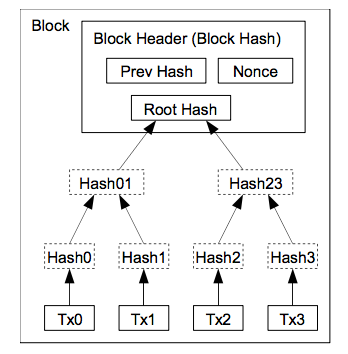 Block
Block Header (Block Hash)
Prev Hash Nonce
Root Hash
Hash01 Hash23
Hash0 Hash1 Hash2 Hash3
Tx0 Tx1 Tx2 Tx3